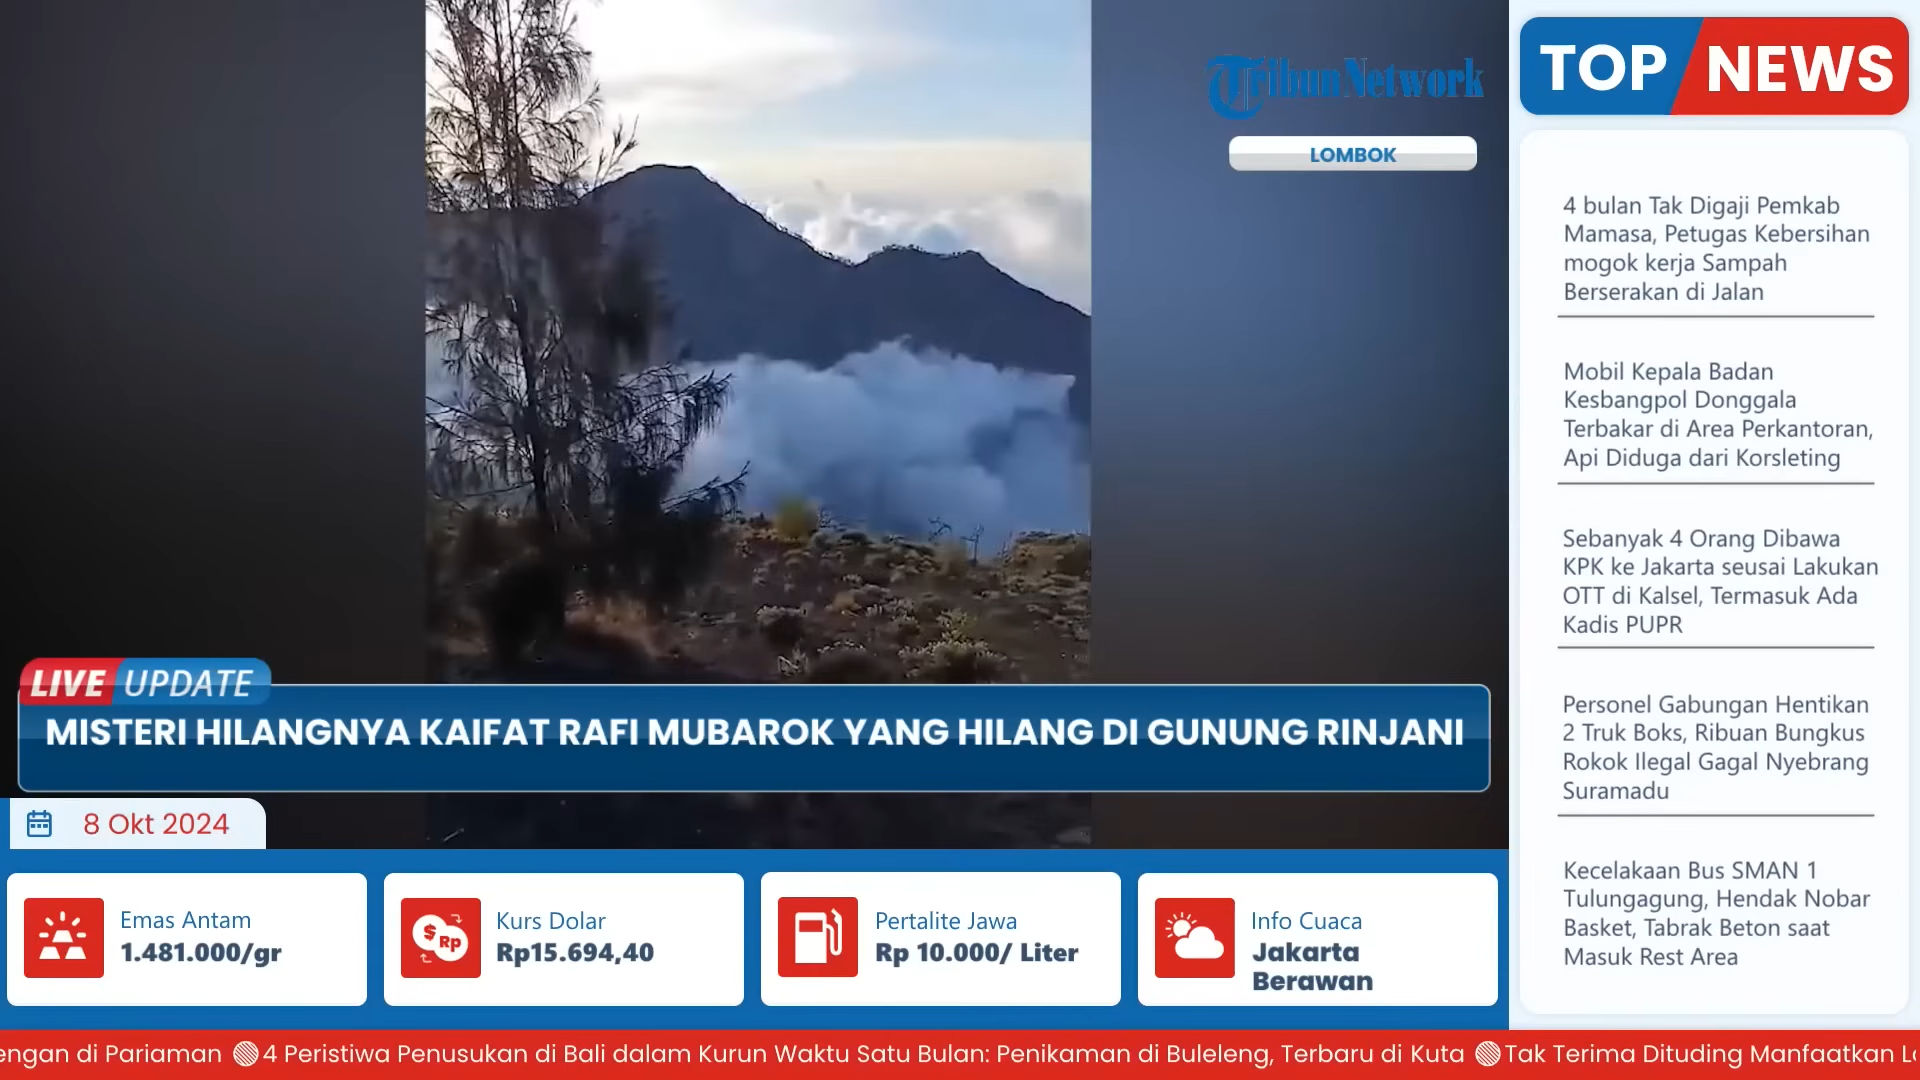 TribunNetwork
LOMBOK
LIVE UPDATE
MISTERI HILANGNYA KAIFAT RAFI MUBAROK YANG HILANG DI GUNUNG RINJANI
8 Okt 2024
Emas Antam
1.481.000/gr
$ Rp
Kurs Dolar
Rp15.694,40
Pertalite Jawa
Rp 10.000/ Liter
Info Cuaca
Jakarta
Berawan
TOP NEWS
4 bulan Tak Digaji Pemkab
Mamasa, Petugas Kebersihan
mogok kerja Sampah
Berserakan di Jalan
Mobil Kepala Badan
Kesbangpol Donggala
Terbakar di Area Perkantoran,
Api Diduga dari Korsleting
Sebanyak 4 Orang Dibawa
KPK ke Jakarta seusai Lakukan
OTT di Kalsel, Termasuk Ada
Kadis PUPR
Personel Gabungan Hentikan
2 Truk Boks, Ribuan Bungkus
Rokok Ilegal Gagal Nyebrang
Suramadu
Kecelakaan Bus SMAN 1
Tulungagung, Hendak Nobar
Basket, Tabrak Beton saat
Masuk Rest Area
engan di Pariaman 4 Peristiwa Penusukan di Bali dalam Kurun Waktu Satu Bulan: Penikaman di Buleleng, Terbaru di Kuta Tak Terima Dituding Manfaatkan